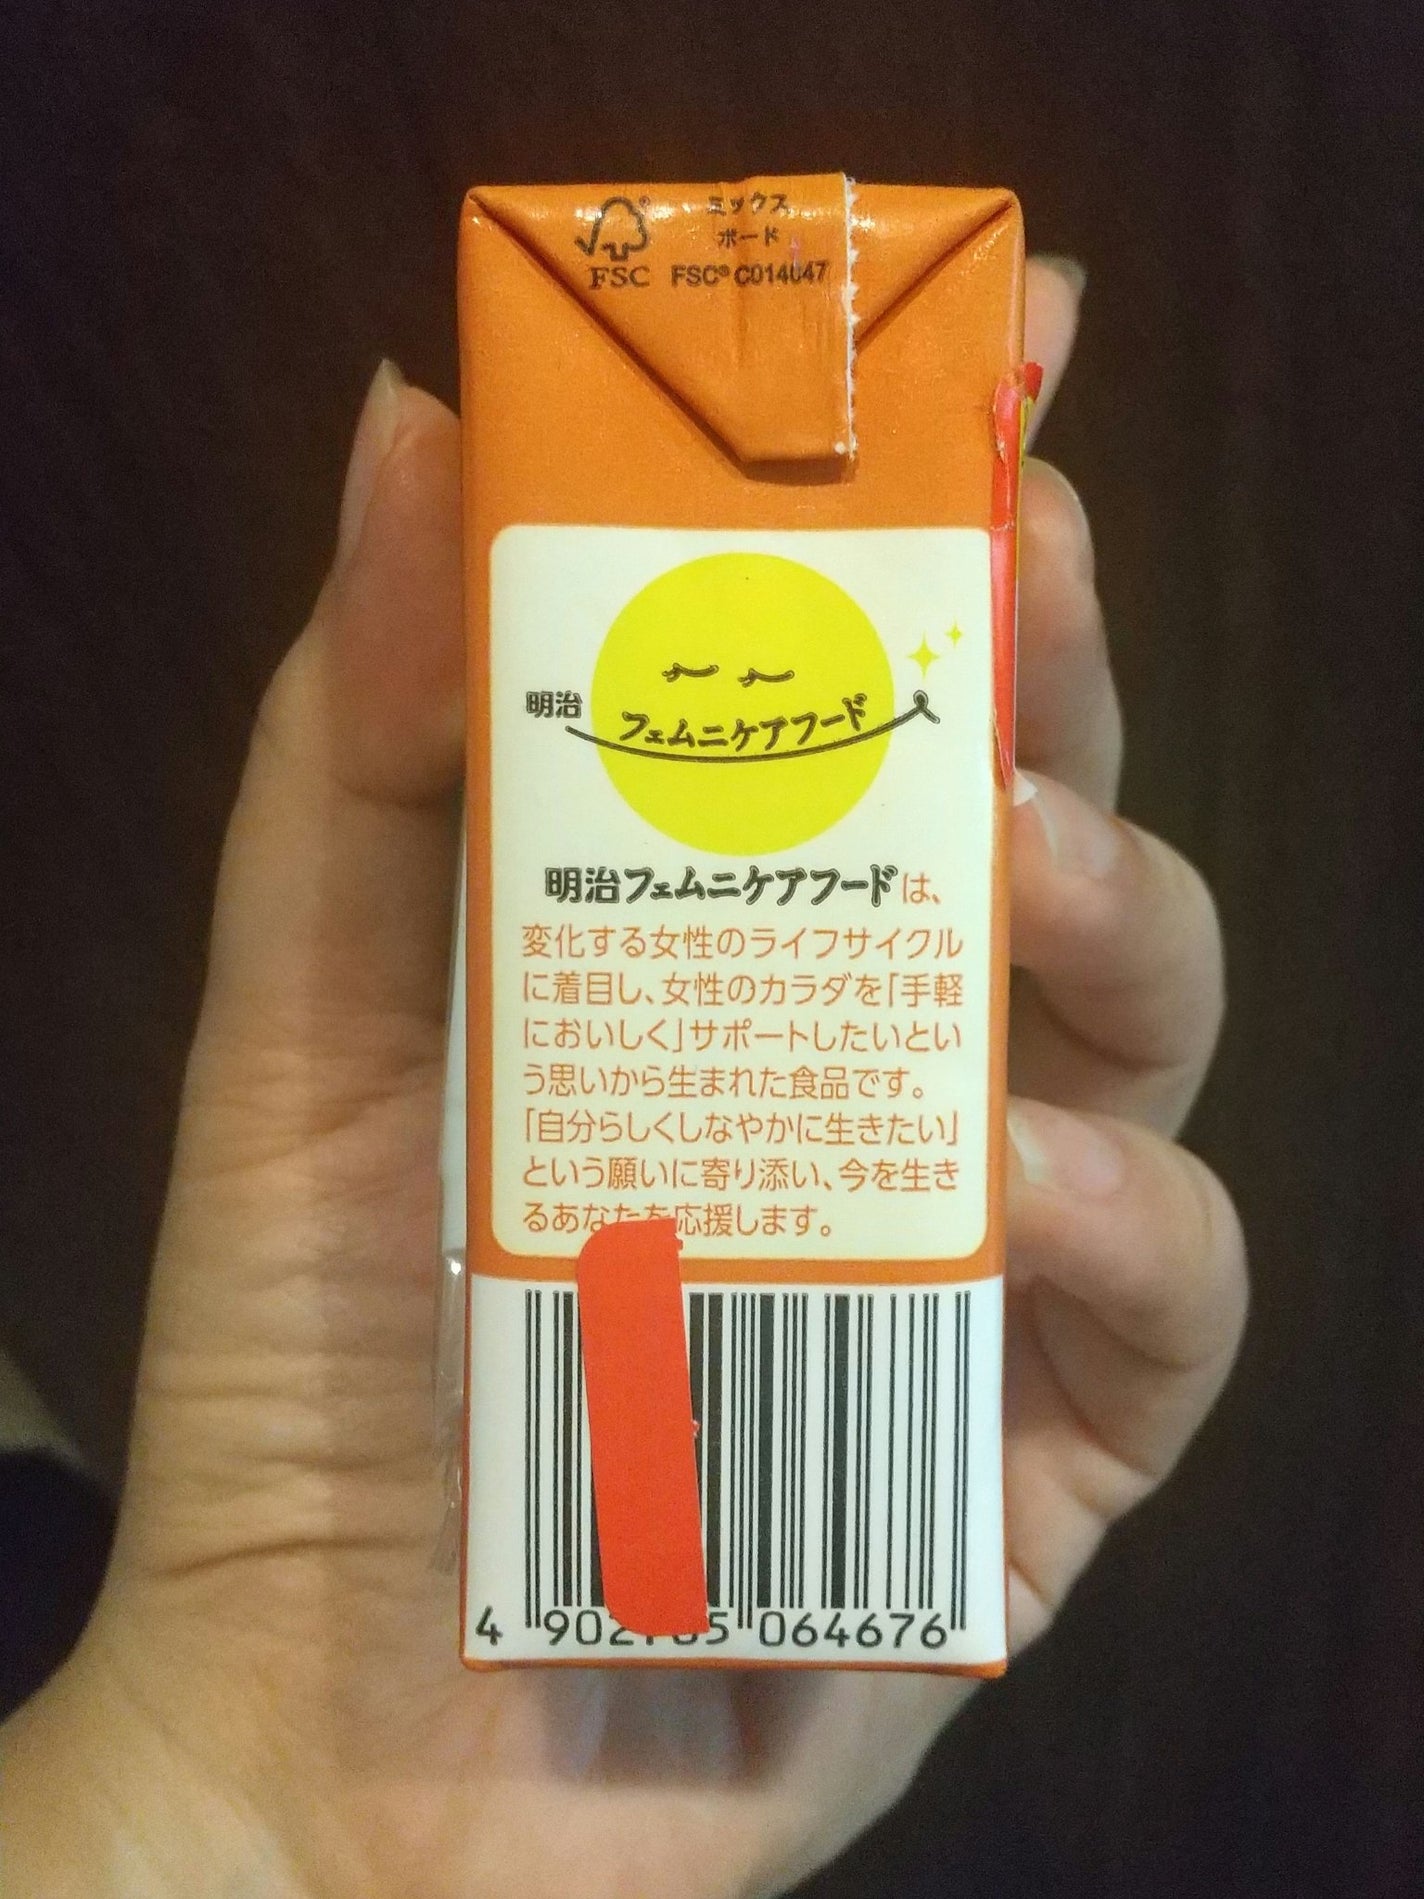 ミックス
ボード
FSC
FSC® C014047
明治
フェムニケアフード
明治フェムニケアフードは、
変化する女性のライフサイクル
に着目し、女性のカラダを「手軽
においしく」サポートしたいとい
う思いから生まれた食品です。
「自分らしくしなやかに生きたい」
という願いに寄り添い、今を生き
るあなたを応援します。
4 902 5 064676